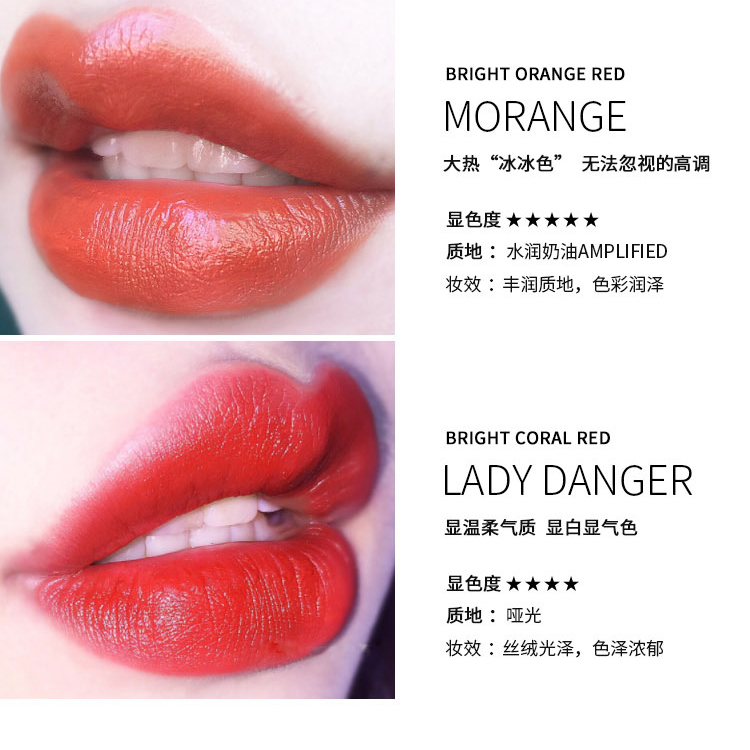 BRIGHT ORANGE RED
MORANGE
大热“冰冰色” 无法忽视的高调
显色度 ★★★★★
质地： 水润奶油AMPLIFIED
妆效： 丰润质地，色彩润泽
BRIGHT CORAL RED
LADY DANGER
显温柔气质 显白显气色
显色度 ★★★★
质地： 哑光
妆效： 丝绒光泽，色泽浓郁